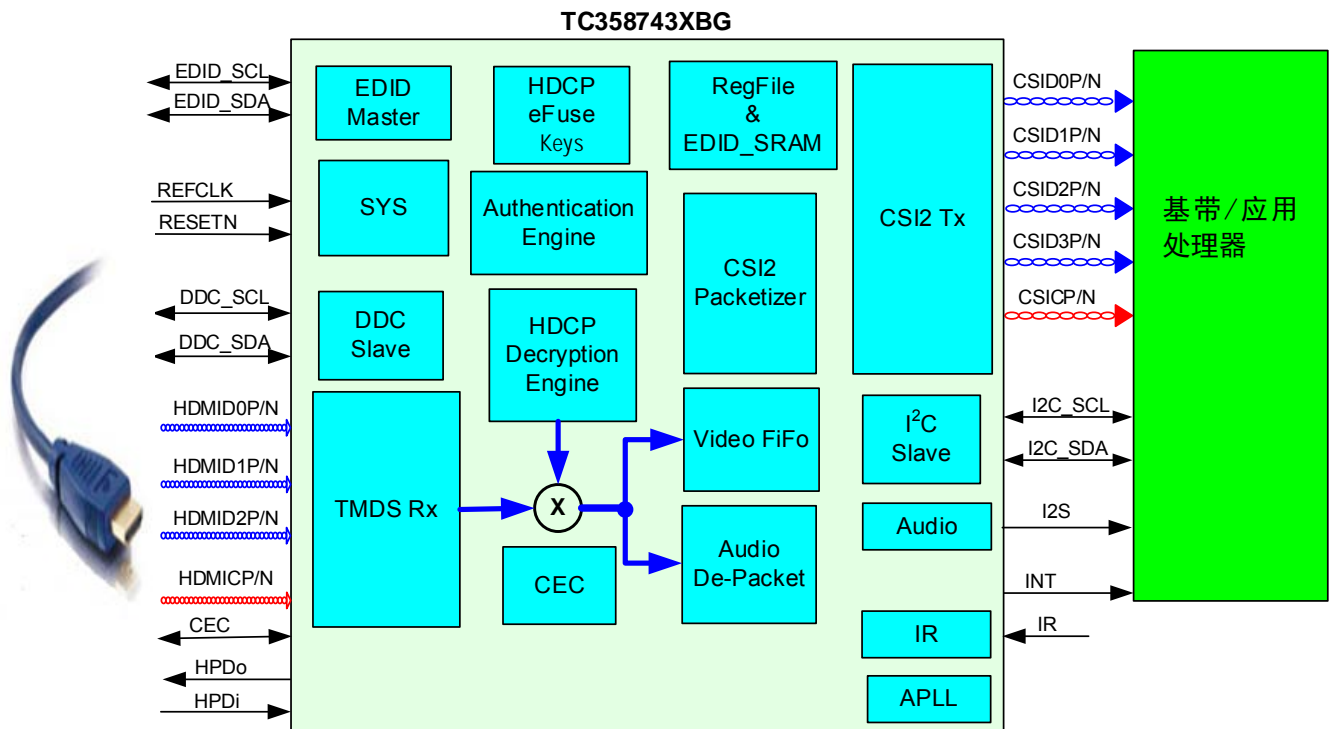 TC358743XBG
EDID_SCL
EDID_SDA
REFCLK
RESETN
DDC_SCL
DDC_SDA
HDMID0P/N
HDMID1P/N
HDMID2P/N
HDMICP/N
CEC
HPDo
HPDi
EDID
Master
HDCP
eFuse
Keys
RegFile
&
EDID_SRAM
CSI2 Tx
SYS
Authentication
Engine
CSI2
Packetizer
DDC
Slave
HDCP
Decryption
Engine
TMDS Rx
X
Video FiFo
I²C
Slave
Audio
De-Packet
Audio
CEC
IR
APLL
CSID0P/N
CSID1P/N
CSID2P/N
CSID3P/N
CSICP/N
I2C_SCL
I2C_SDA
I2S
INT
IR
基带/应用
处理器